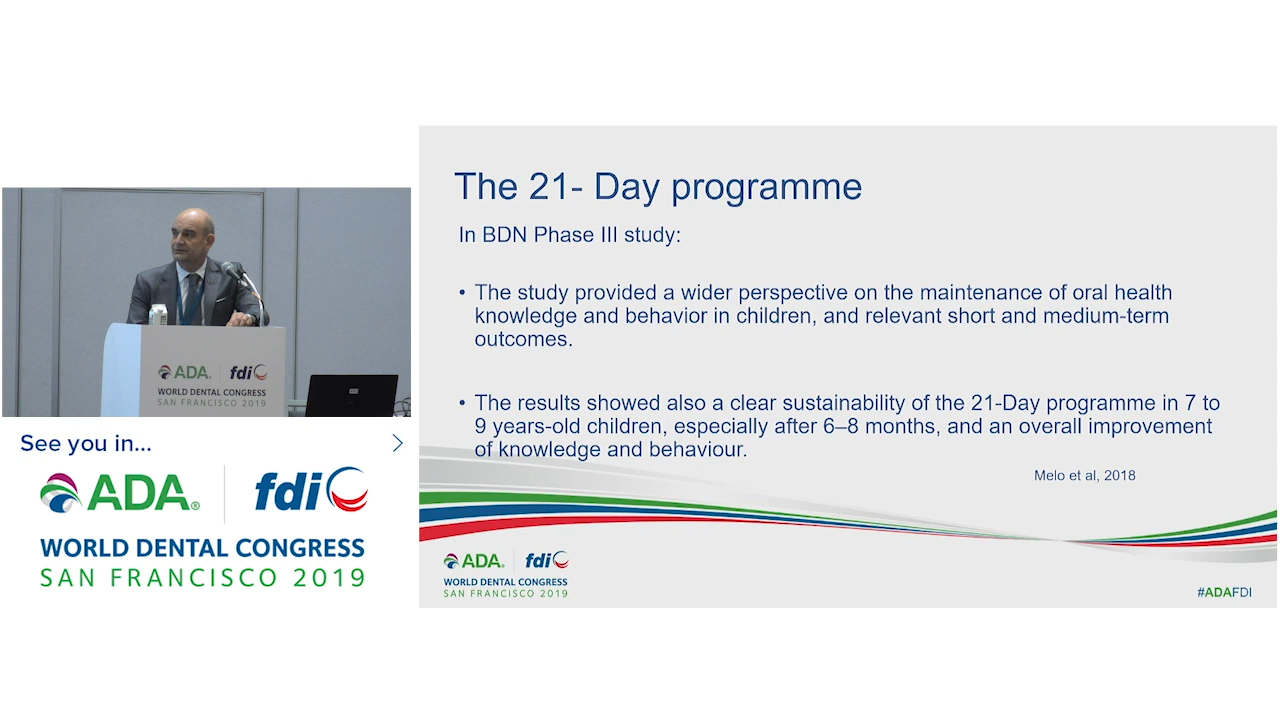 The 21- Day programme
In BDN Phase III study:
• The study provided a wider perspective on the maintenance of oral health
knowledge and behavior in children, and relevant short and medium-term
outcomes.
• The results showed also a clear sustainability of the 21-Day programme in 7 to
9 years-old children, especially after 6–8 months, and an overall improvement
of knowledge and behaviour.
Melo et al, 2018
ADA. fdi
WORLD DENTAL CONGRESS
SAN FRANCISCO 2019
#ADAFDI
ADA. fdi
WORLD DENTAL CONGRESS
SAN FRANCISCO 2019
See you in...
ADA® fdi
WORLD DENTAL CONGRESS
SAN FRANCISCO 2019